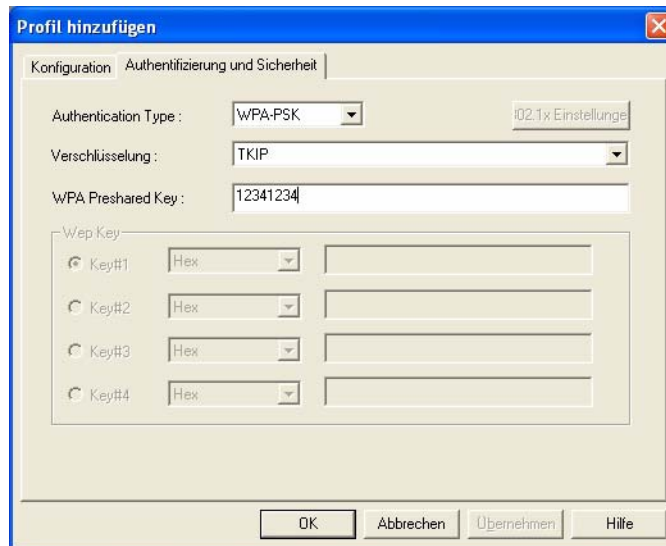 Profil hinzufügen
Konfiguration Authentifizierung und Sicherheit
Authentication Type : WPA-PSK 802.1x Einstellunge
Verschlüsselung : TKIP
WPA Preshared Key : 12341234
Wep Key
Key#1 Hex
Key#2 Hex
Key#3 Hex
Key#4 Hex
OK Abbrechen Übernehmen Hilfe